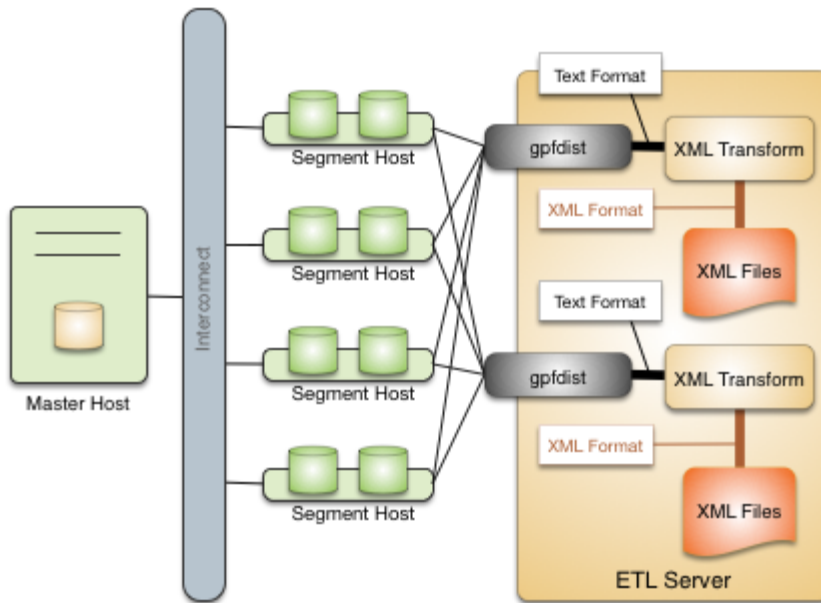 Master Host
Interconnect
Segment Host
Segment Host
Segment Host
Segment Host
Text Format
gpfdist
XML Transform
XML Format
XML Files
Text Format
gpfdist
XML Transform
XML Format
XML Files
ETL Server